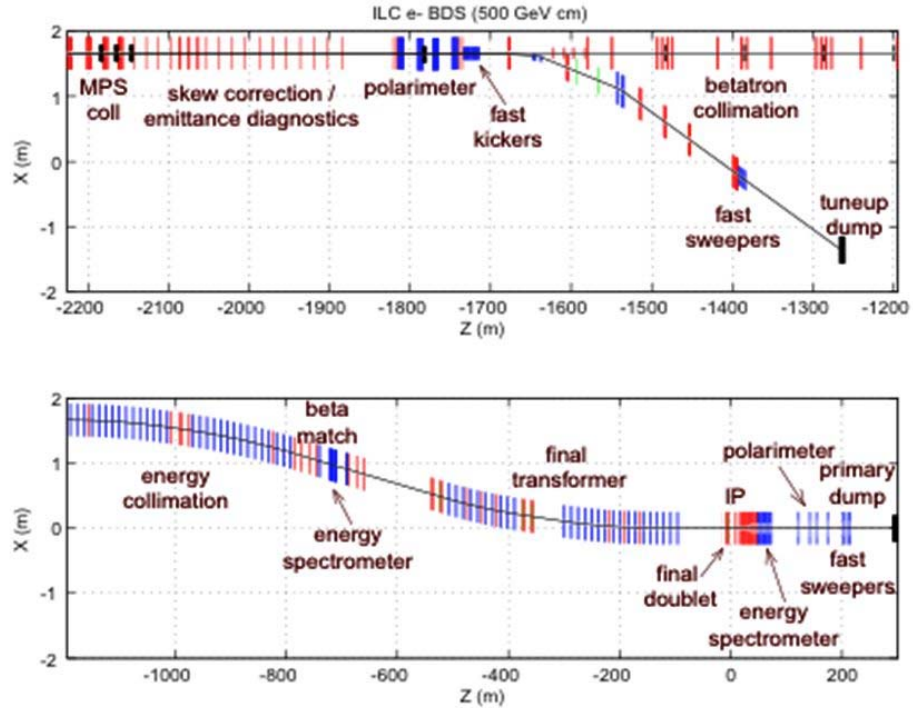 ILC e- BDS (500 GeV cm)
2
1
0
-1
-2
X (m)
MPS
coll
skew correction /
emittance diagnostics
polarimeter
fast
kickers
betatron
collimation
fast
sweepers
tuneup
dump
-2200 -2100 -2000 -1900 -1800 -1700 -1600 -1500 -1400 -1300 -1200
Z (m)
2
1
0
-1
-2
X (m)
energy
collimation
beta
match
energy
spectrometer
final
transformer
IP
final
doublet
polarimeter
primary
dump
energy
spectrometer
fast
sweepers
-1000 -800 -600 -400 -200 0 200
Z (m)